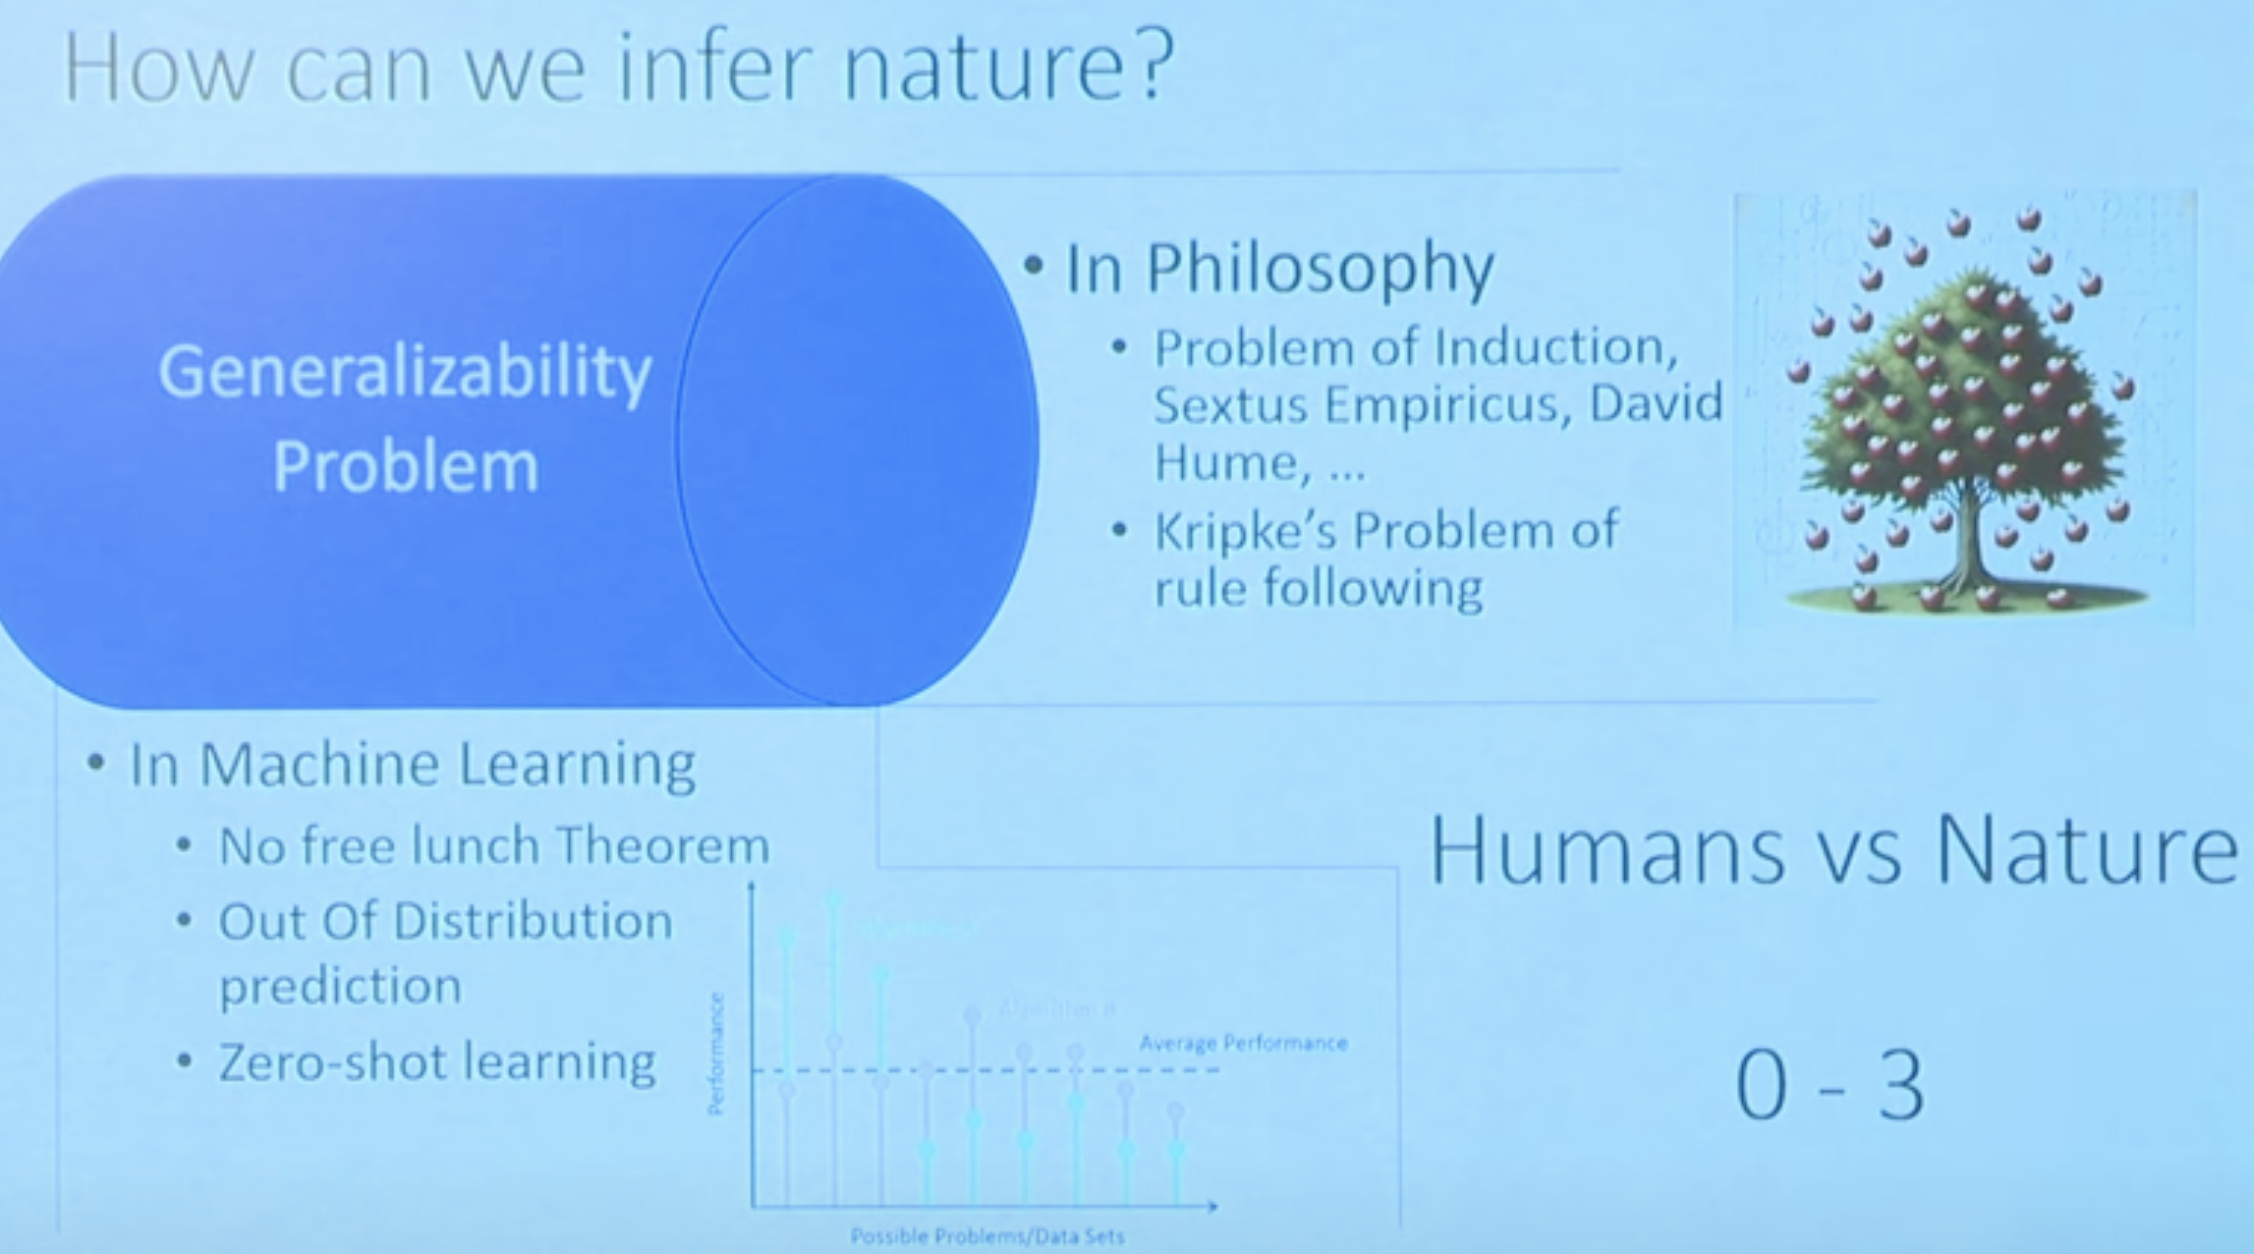 How can we infer nature?
Generalizability
Problem
• In Philosophy
• Problem of Induction,
Sextus Empiricus, David
Hume, ...
• Kripke's Problem of
rule following
• In Machine Learning
• No free lunch Theorem
• Out Of Distribution
prediction
• Zero-shot learning
Performance
Algorithm B
Average Performance
Possible Problems/Data Sets
Humans vs Nature
0 - 3